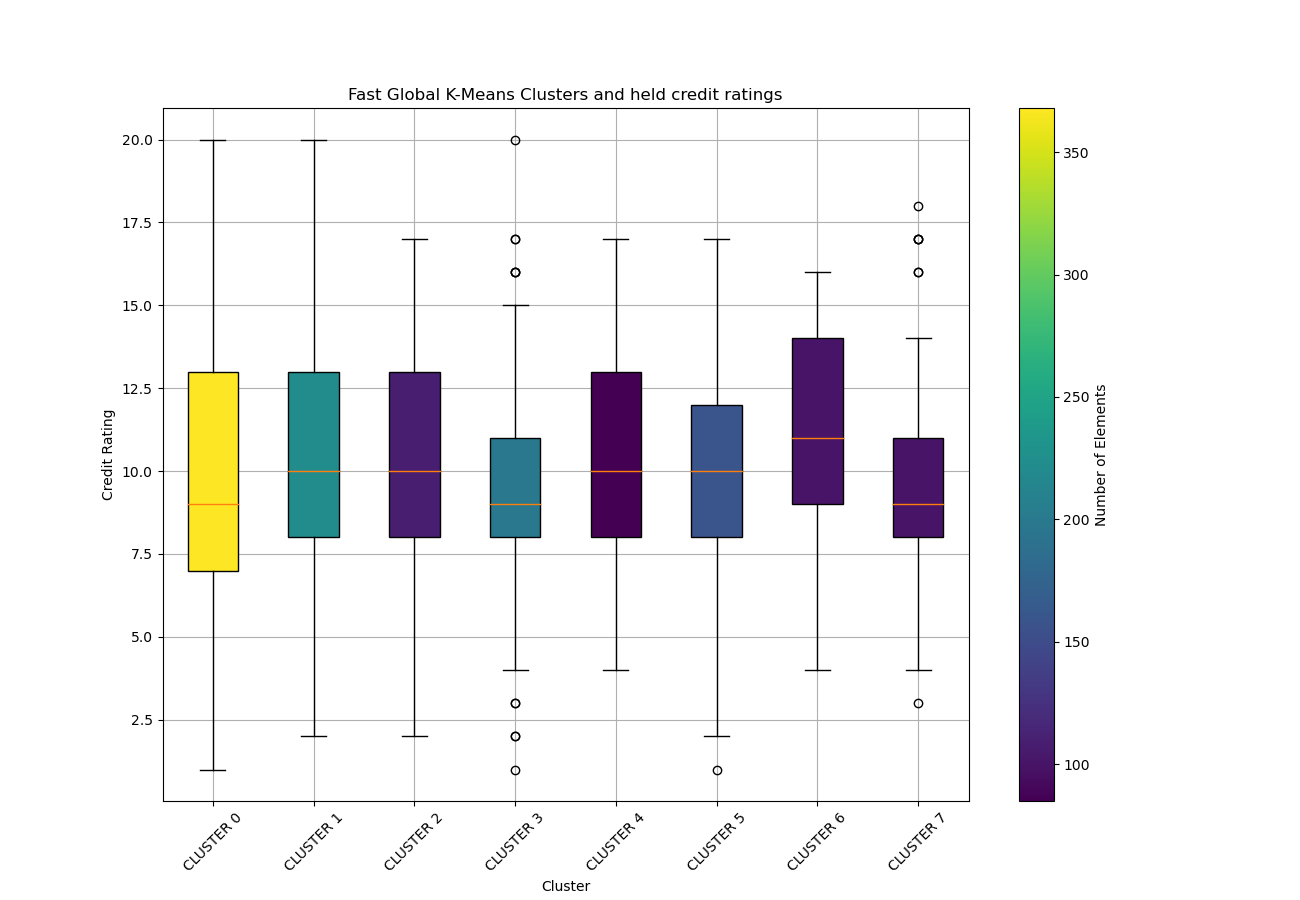 Fast Global K-Means Clusters and held credit ratings
20.0
17.5
15.0
12.5
10.0
7.5
5.0
2.5
Credit Rating
CLUSTER 0
CLUSTER 1
CLUSTER 2
CLUSTER 3
CLUSTER 4
CLUSTER 5
CLUSTER 6
CLUSTER 7
Cluster
350
300
250
200
150
100
Number of Elements